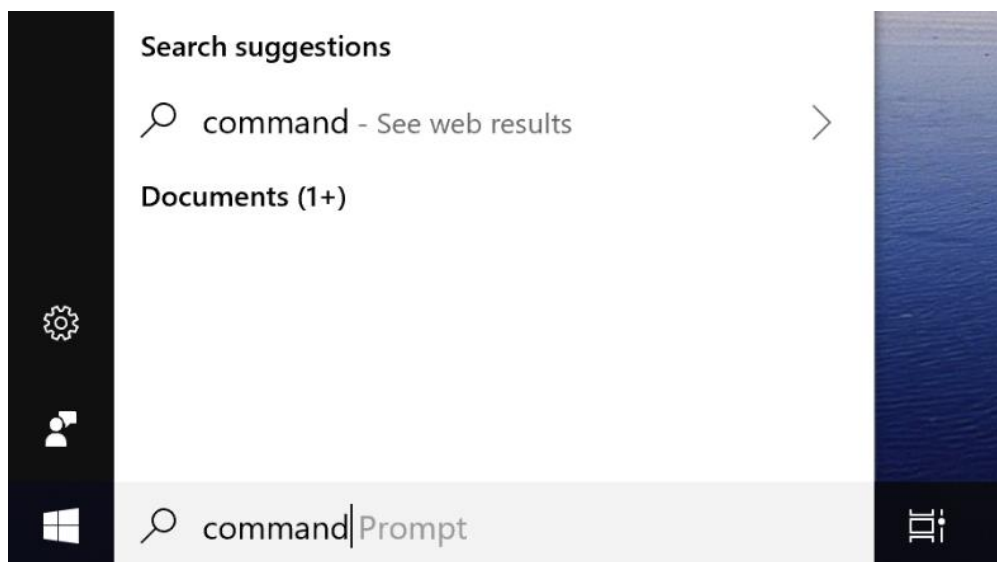 Search suggestions
command - See web results
Documents (1+)
command Prompt